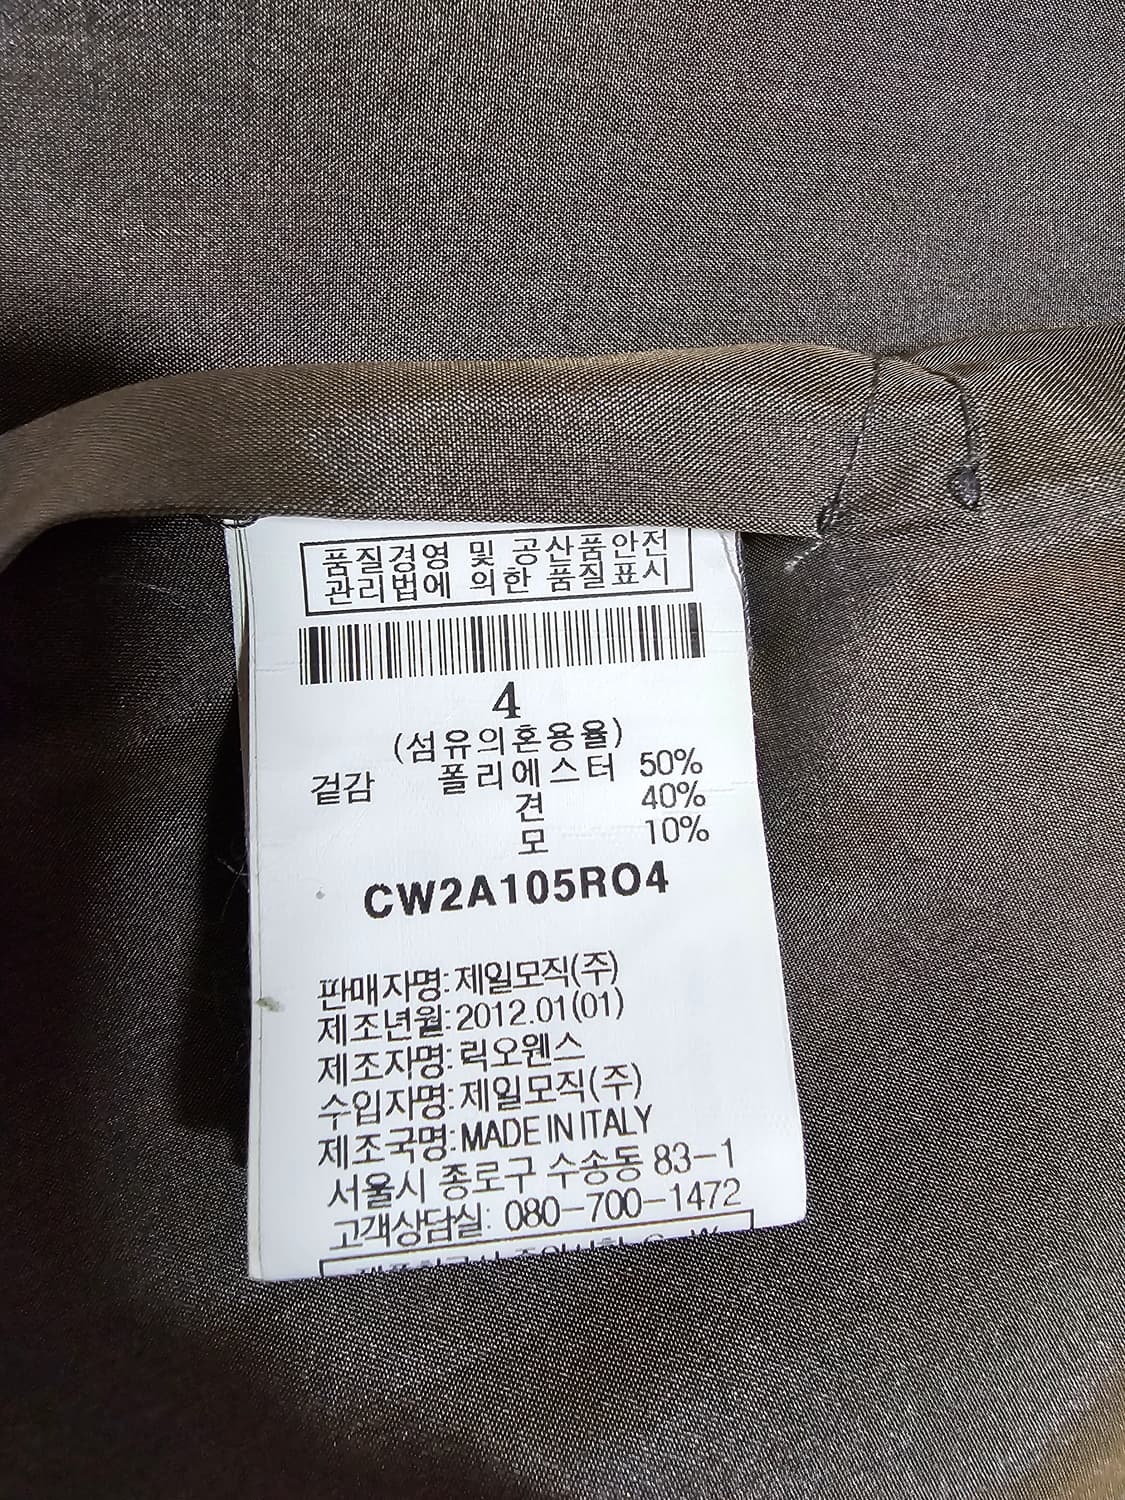 품질경영 및 공산품안전
관리법에 의한 품질표시
4
(섬유의혼용율)
겉감 폴리에스터 50%
견 40%
모 10%
CW2A105RO4
판매자명: 제일모직(주)
제조년월: 2012.01(01)
제조자명: 릭오웬스
수입자명: 제일모직(주)
제조국명: MADE IN ITALY
서울시 종로구 수송동 83-1
고객상담실: 080-700-1472